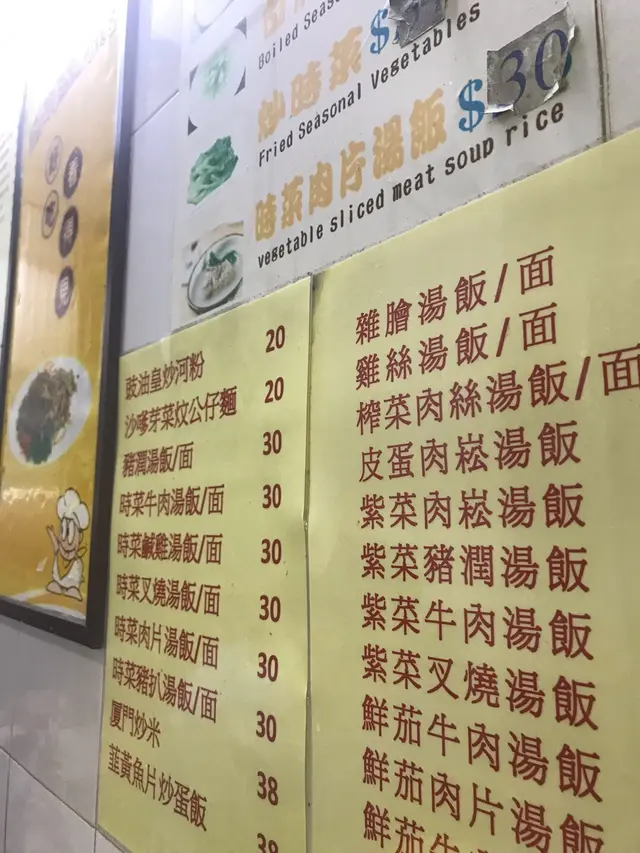 Boiled Seas
炒時菜 $
Fried Seasonal Vegetables
時菜肉片湯飯 $30
vegetable sliced meat soup rice
豉油皇炒河粉 20
沙嗲芽菜炆公仔麵 20
豬潤湯飯/面 30
時菜牛肉湯飯/面 30
時菜鹹雞湯飯/面 30
時菜叉燒湯飯/面 30
時菜肉片湯飯/面 30
時菜豬扒湯飯/面 30
廈門炒米 38
韮黃魚片炒蛋飯 38
雜膾湯飯/面
雞絲湯飯/面
榨菜肉絲湯飯/面
皮蛋肉崧湯飯
紫菜肉崧湯飯
紫菜豬潤湯飯
紫菜牛肉湯飯
紫菜叉燒湯飯
鮮茄牛肉湯飯
鮮茄肉片湯飯
鮮茄牛